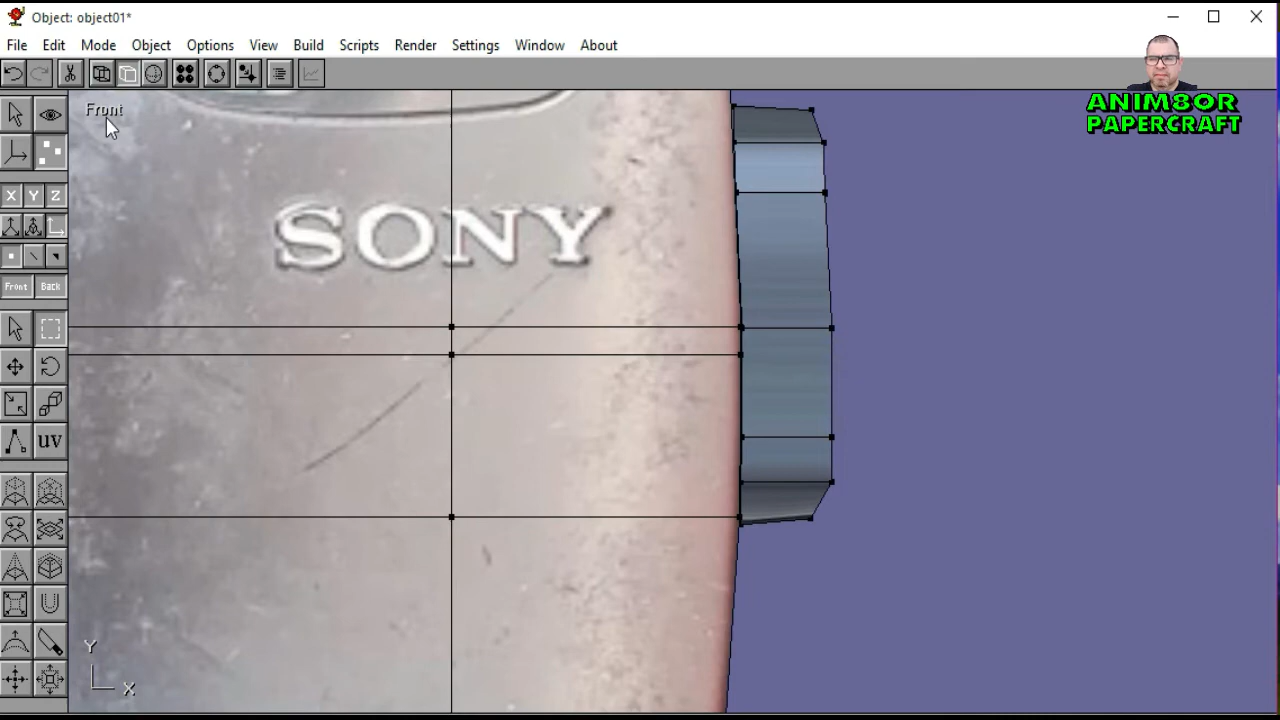 Object: object01*
File Edit Mode Object Options View Build Scripts Render Settings Window About
ANIM8OR
PAPERCRAFT
Front
SONY
X Y Z
Front Back
UV
Y
X